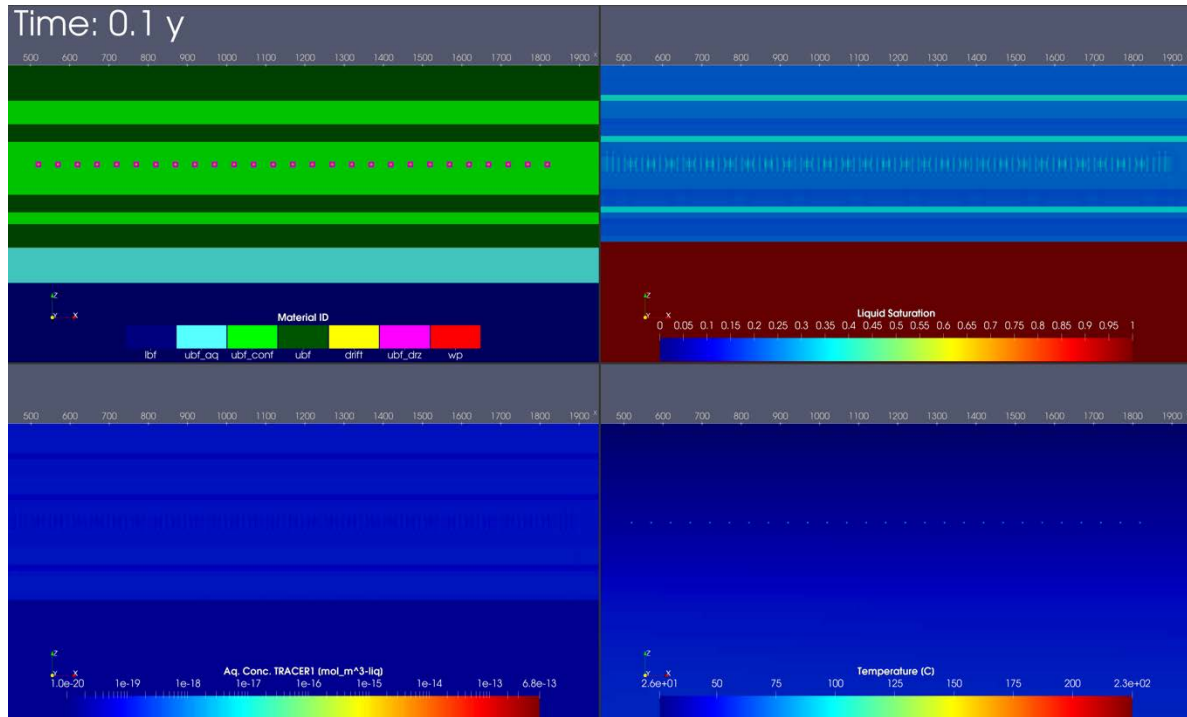 Time: 0.1 y
500 600 700 800 900 1000 1100 1200 1300 1400 1500 1600 1700 1800 1900 x
Z
Y X
Material ID
lbf ubf_aq ubf_conf ubf drift ubf_drz wp
500 600 700 800 900 1000 1100 1200 1300 1400 1500 1600 1700 1800 1900 x
Z
Y X
Liquid Saturation
0 0.05 0.1 0.15 0.2 0.25 0.3 0.35 0.4 0.45 0.5 0.55 0.6 0.65 0.7 0.75 0.8 0.85 0.9 0.95 1
500 600 700 800 900 1000 1100 1200 1300 1400 1500 1600 1700 1800 1900 x
Z
Y X
Aq. Conc. TRACER1 (mol_m^3-liq)
1.0e-20 1e-19 1e-18 1e-17 1e-16 1e-15 1e-14 1e-13 6.8e-13
500 600 700 800 900 1000 1100 1200 1300 1400 1500 1600 1700 1800 1900 x
Z
Y X
Temperature (C)
2.6e+01 50 75 100 125 150 175 200 2.3e+02